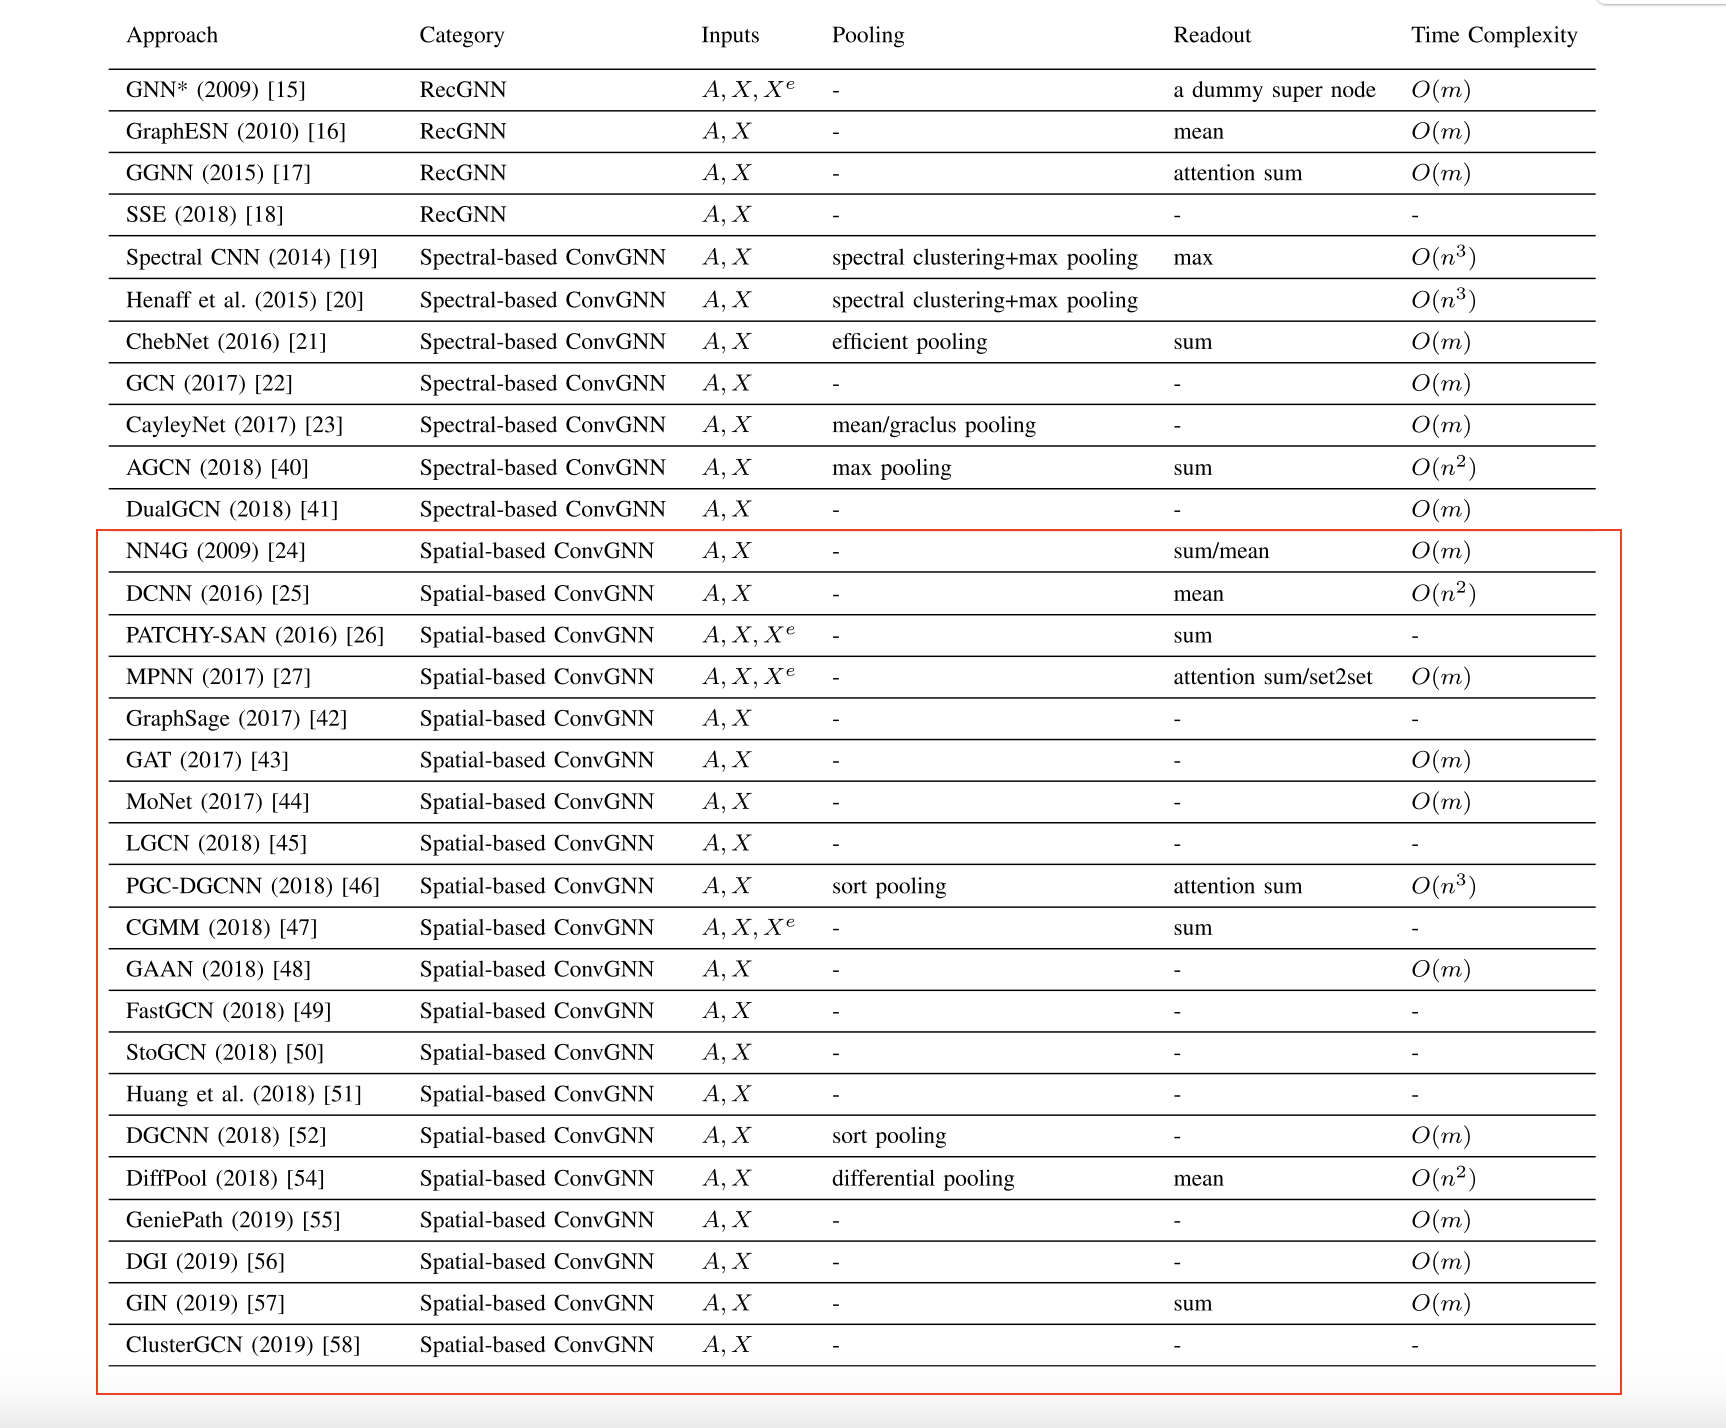 Approach Category Inputs Pooling Readout Time Complexity
GNN* (2009) [15] RecGNN A, X, X^e - a dummy super node O(m)
GraphESN (2010) [16] RecGNN A, X - mean O(m)
GGNN (2015) [17] RecGNN A, X - attention sum O(m)
SSE (2018) [18] RecGNN A, X - - -
Spectral CNN (2014) [19] Spectral-based ConvGNN A, X spectral clustering+max pooling max O(n^3)
Henaff et al. (2015) [20] Spectral-based ConvGNN A, X spectral clustering+max pooling O(n^3)
ChebNet (2016) [21] Spectral-based ConvGNN A, X efficient pooling sum O(m)
GCN (2017) [22] Spectral-based ConvGNN A, X - - O(m)
CayleyNet (2017) [23] Spectral-based ConvGNN A, X mean/graclus pooling - O(m)
AGCN (2018) [40] Spectral-based ConvGNN A, X max pooling sum O(n^2)
DualGCN (2018) [41] Spectral-based ConvGNN A, X - - O(m)
NN4G (2009) [24] Spatial-based ConvGNN A, X - sum/mean O(m)
DCNN (2016) [25] Spatial-based ConvGNN A, X - mean O(n^2)
PATCHY-SAN (2016) [26] Spatial-based ConvGNN A, X, X^e - sum -
MPNN (2017) [27] Spatial-based ConvGNN A, X, X^e - attention sum/set2set O(m)
GraphSage (2017) [42] Spatial-based ConvGNN A, X - - -
GAT (2017) [43] Spatial-based ConvGNN A, X - - O(m)
MoNet (2017) [44] Spatial-based ConvGNN A, X - - O(m)
LGCN (2018) [45] Spatial-based ConvGNN A, X - - -
PGC-DGCNN (2018) [46] Spatial-based ConvGNN A, X sort pooling attention sum O(n^3)
CGMM (2018) [47] Spatial-based ConvGNN A, X, X^e - sum -
GAAN (2018) [48] Spatial-based ConvGNN A, X - - O(m)
FastGCN (2018) [49] Spatial-based ConvGNN A, X - - -
StoGCN (2018) [50] Spatial-based ConvGNN A, X - - -
Huang et al. (2018) [51] Spatial-based ConvGNN A, X - - -
DGCNN (2018) [52] Spatial-based ConvGNN A, X sort pooling - O(m)
DiffPool (2018) [54] Spatial-based ConvGNN A, X differential pooling mean O(n^2)
GeniePath (2019) [55] Spatial-based ConvGNN A, X - - O(m)
DGI (2019) [56] Spatial-based ConvGNN A, X - - O(m)
GIN (2019) [57] Spatial-based ConvGNN A, X - sum O(m)
ClusterGCN (2019) [58] Spatial-based ConvGNN A, X - - -